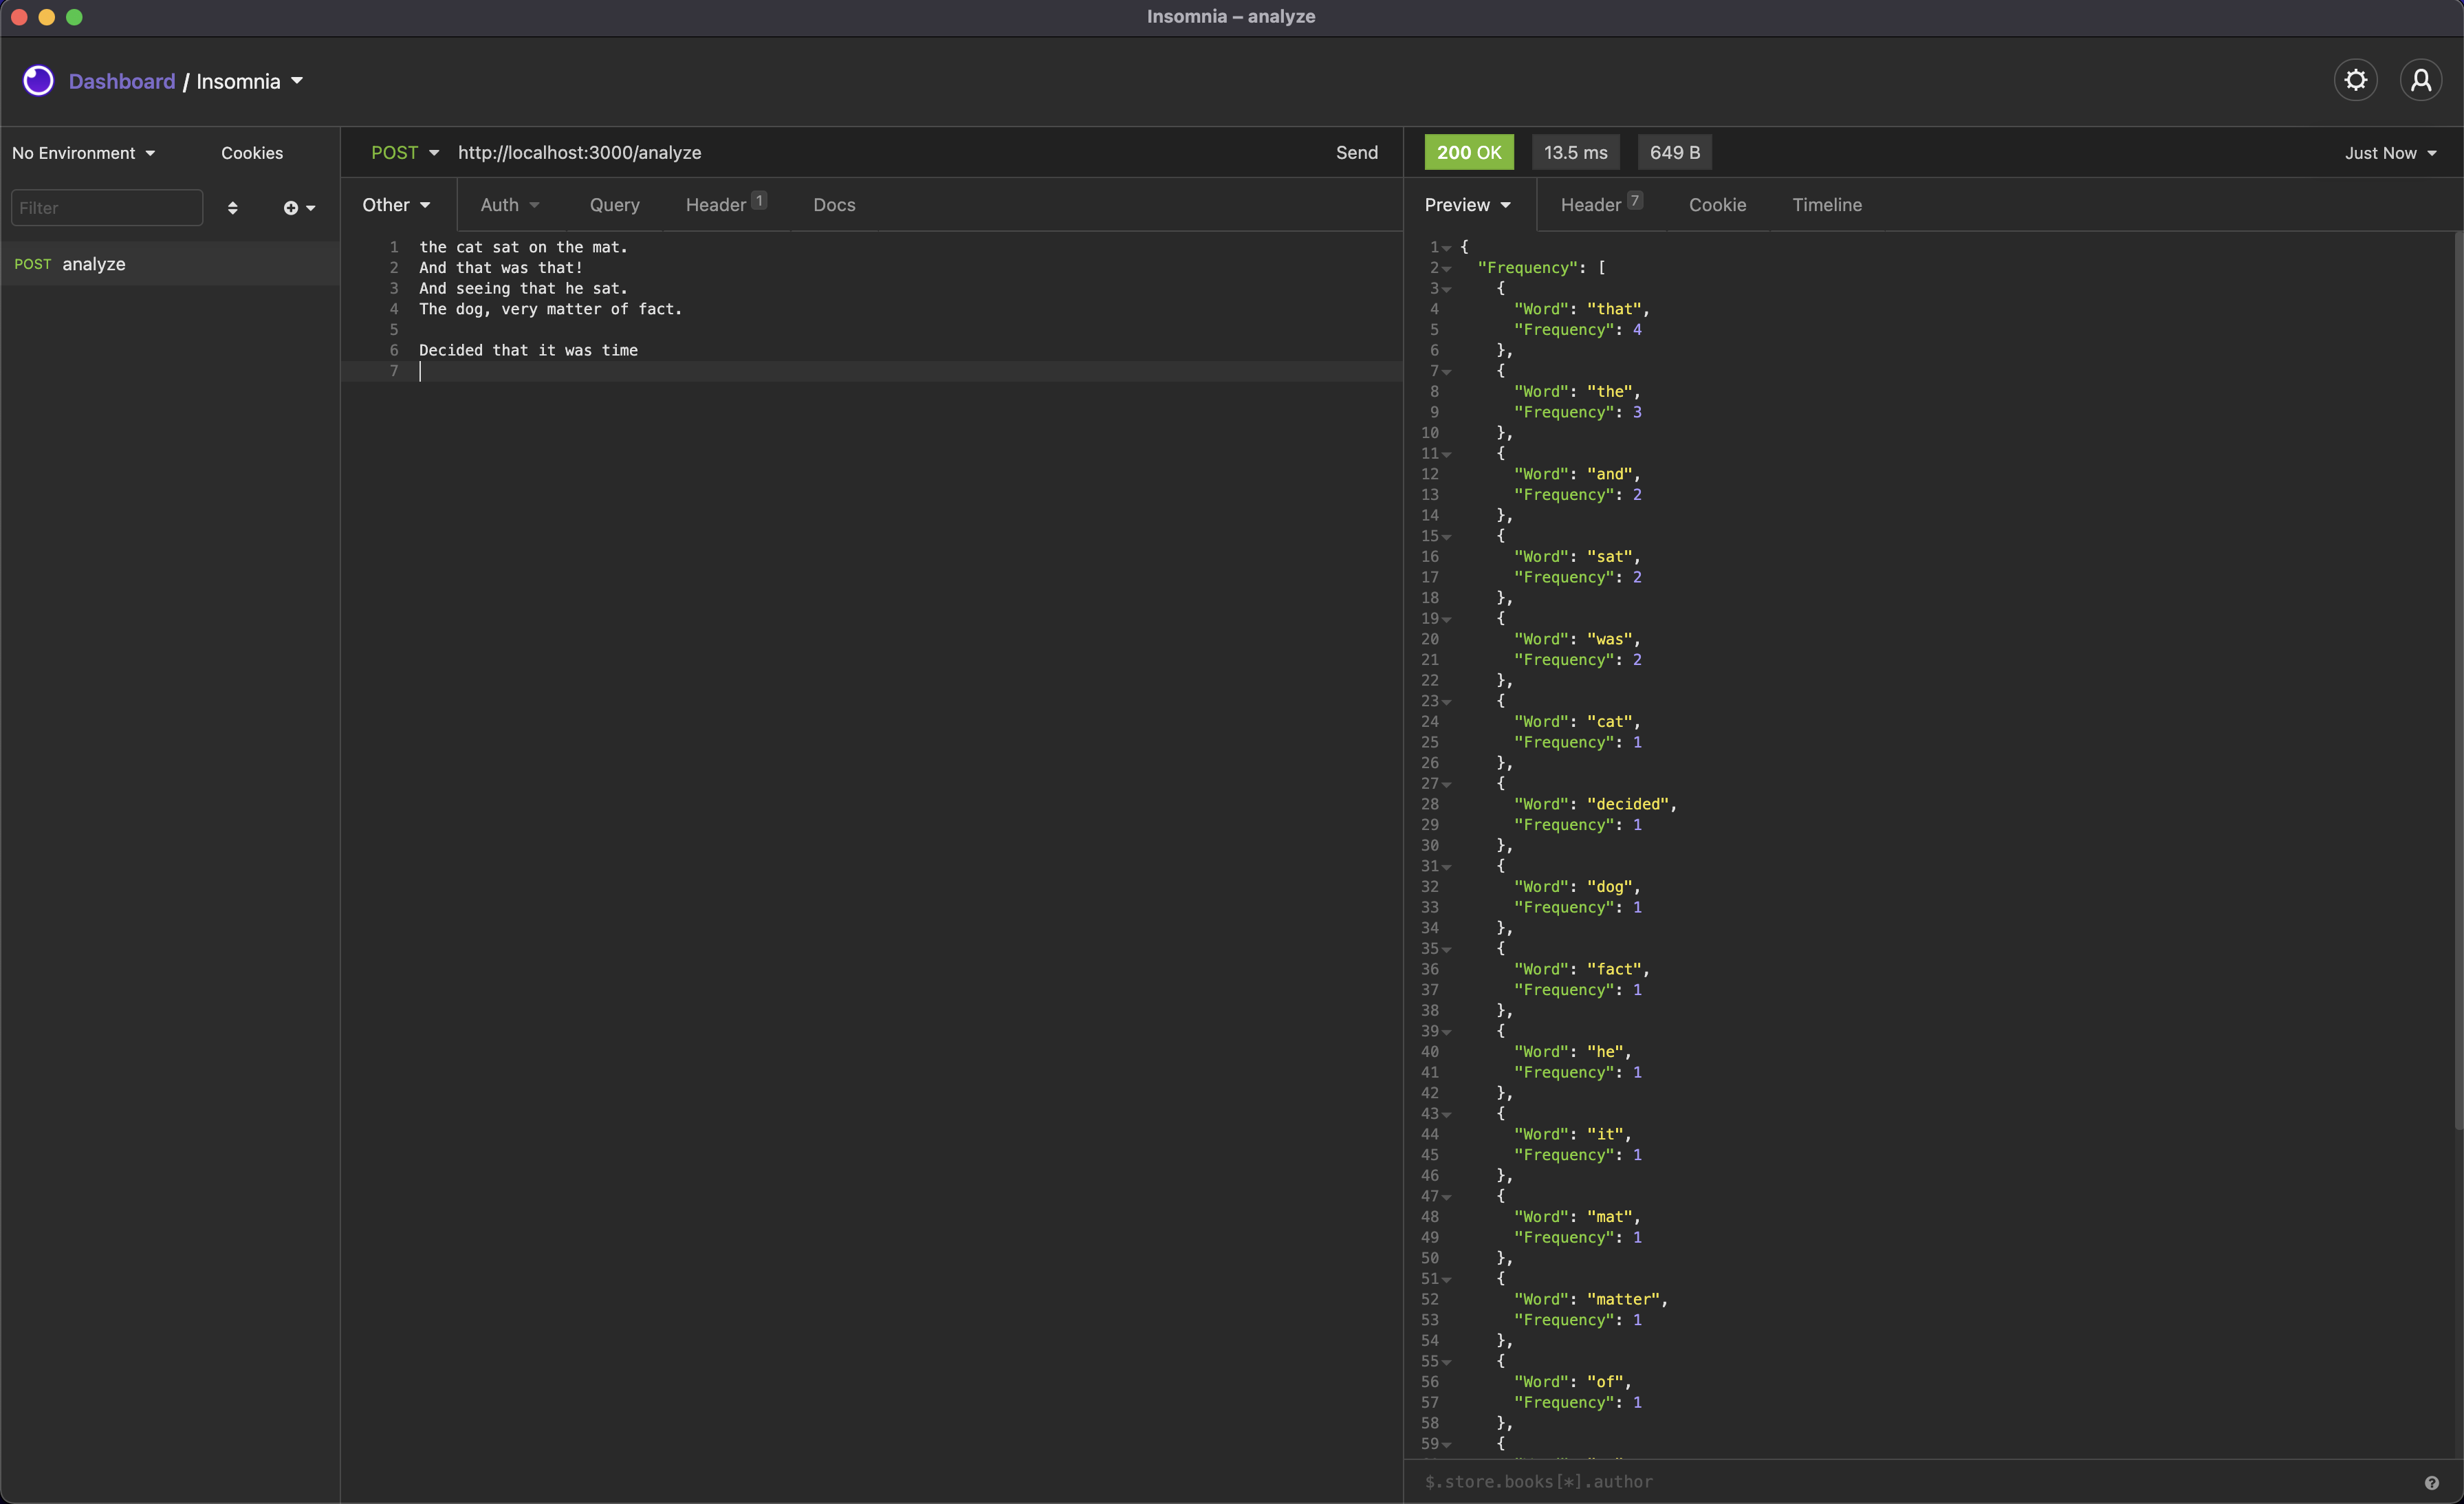 Insomnia – analyze
Dashboard / Insomnia
No Environment
Cookies
Filter
POST analyze
POST http://localhost:3000/analyze
Send
Other
Auth
Query
Header 1
Docs
1 the cat sat on the mat.
2 And that was that!
3 And seeing that he sat.
4 The dog, very matter of fact.
5
6 Decided that it was time
7
200 OK
13.5 ms
649 B
Just Now
Preview
Header 7
Cookie
Timeline
1 {
2 "Frequency": [
3 {
4 "Word": "that",
5 "Frequency": 4
6 },
7 {
8 "Word": "the",
9 "Frequency": 3
10 },
11 {
12 "Word": "and",
13 "Frequency": 2
14 },
15 {
16 "Word": "sat",
17 "Frequency": 2
18 },
19 {
20 "Word": "was",
21 "Frequency": 2
22 },
23 {
24 "Word": "cat",
25 "Frequency": 1
26 },
27 {
28 "Word": "decided",
29 "Frequency": 1
30 },
31 {
32 "Word": "dog",
33 "Frequency": 1
34 },
35 {
36 "Word": "fact",
37 "Frequency": 1
38 },
39 {
40 "Word": "he",
41 "Frequency": 1
42 },
43 {
44 "Word": "it",
45 "Frequency": 1
46 },
47 {
48 "Word": "mat",
49 "Frequency": 1
50 },
51 {
52 "Word": "matter",
53 "Frequency": 1
54 },
55 {
56 "Word": "of",
57 "Frequency": 1
58 },
59 {
$.store.books[*].author